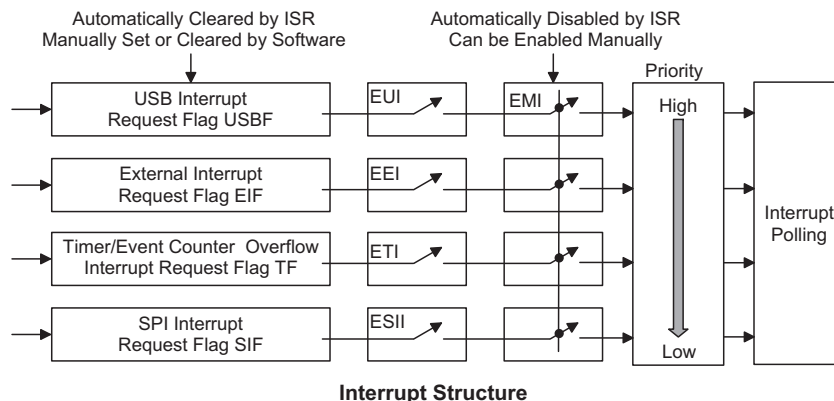 Automatically Cleared by ISR
Manually Set or Cleared by Software
Automatically Disabled by ISR
Can be Enabled Manually
Priority
USB Interrupt
Request Flag USBF
EUI
EMI
High
External Interrupt
Request Flag EIF
EEI
Timer/Event Counter Overflow
Interrupt Request Flag TF
ETI
SPI Interrupt
Request Flag SIF
ESII
Low
Interrupt
Polling
Interrupt Structure